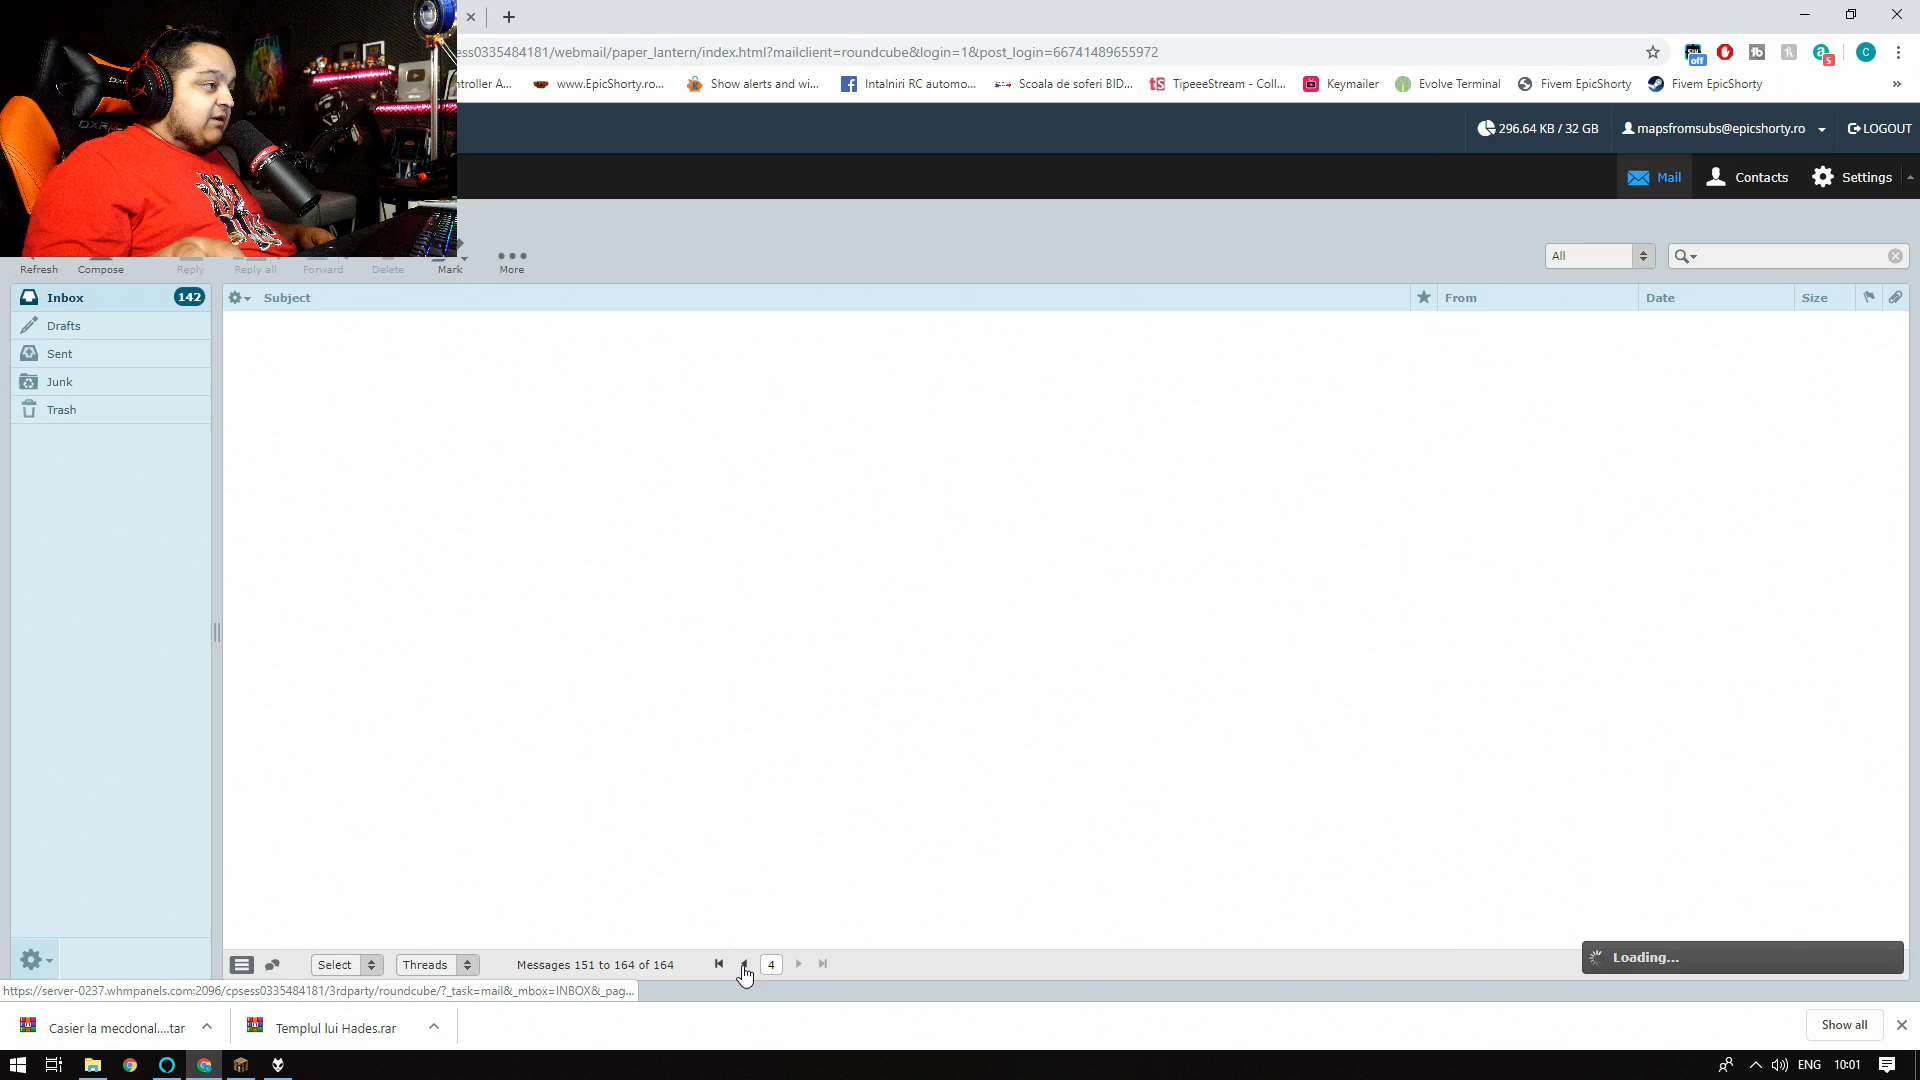 ess0335484181/webmail/paper_lantern/index.html?mailclient=roundcube&login=1&post_login=66741489655972
off
5
C
ntroller A...
www.EpicShorty.ro...
Show alerts and wi...
Intalniri RC automo...
Scoala de soferi BID...
TipeeeStream - Coll...
Keymailer
Evolve Terminal
Fivem EpicShorty
Fivem EpicShorty
296.64 KB / 32 GB
mapsfromsubs@epicshorty.ro
LOGOUT
Mail
Contacts
Settings
Refresh
Compose
Reply
Reply all
Forward
Delete
Mark
More
All
Inbox
142
Drafts
Sent
Junk
Trash
Subject
From
Date
Size
Select
Threads
Messages 151 to 164 of 164
4
Loading...
https://server-0237.whmpanels.com:2096/cpsess0335484181/3rdparty/roundcube/?_task=mail&_mbox=INBOX&_pag...
Casier la mecdonal....tar
Templul lui Hades.rar
Show all
ENG
10:01